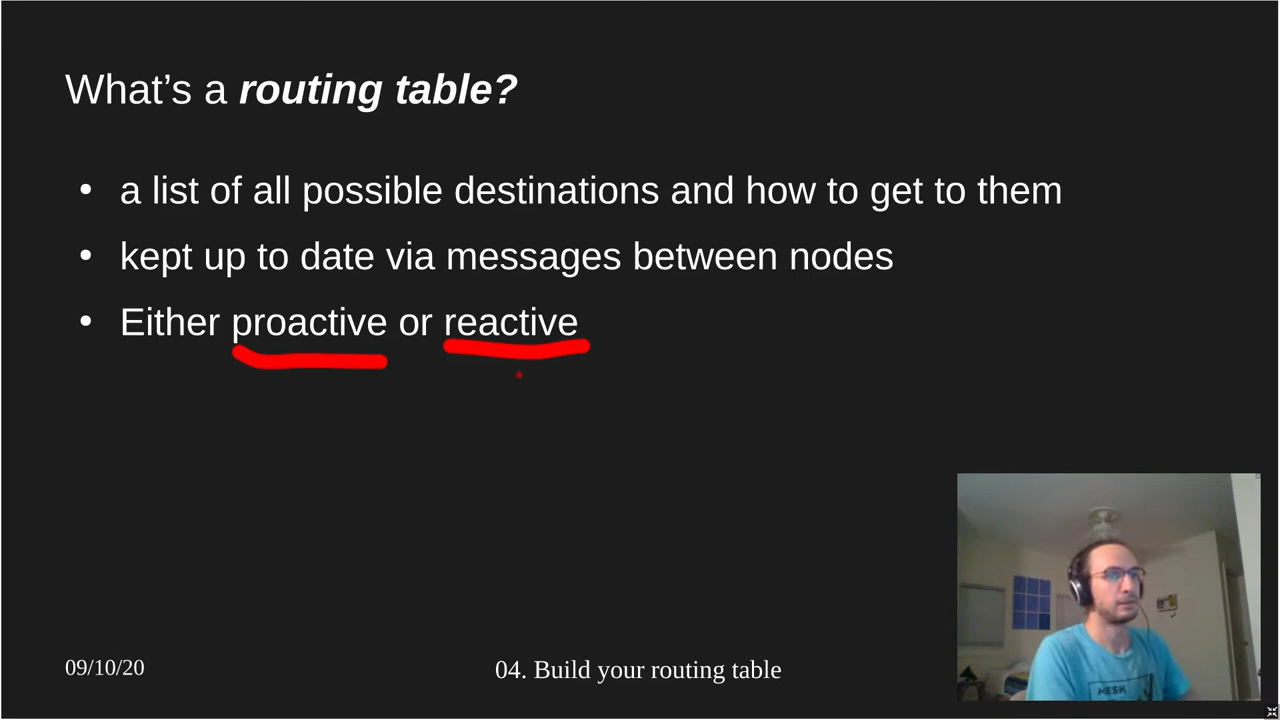 What’s a routing table?
• a list of all possible destinations and how to get to them
• kept up to date via messages between nodes
• Either proactive or reactive
MESH
09/10/20
04. Build your routing table